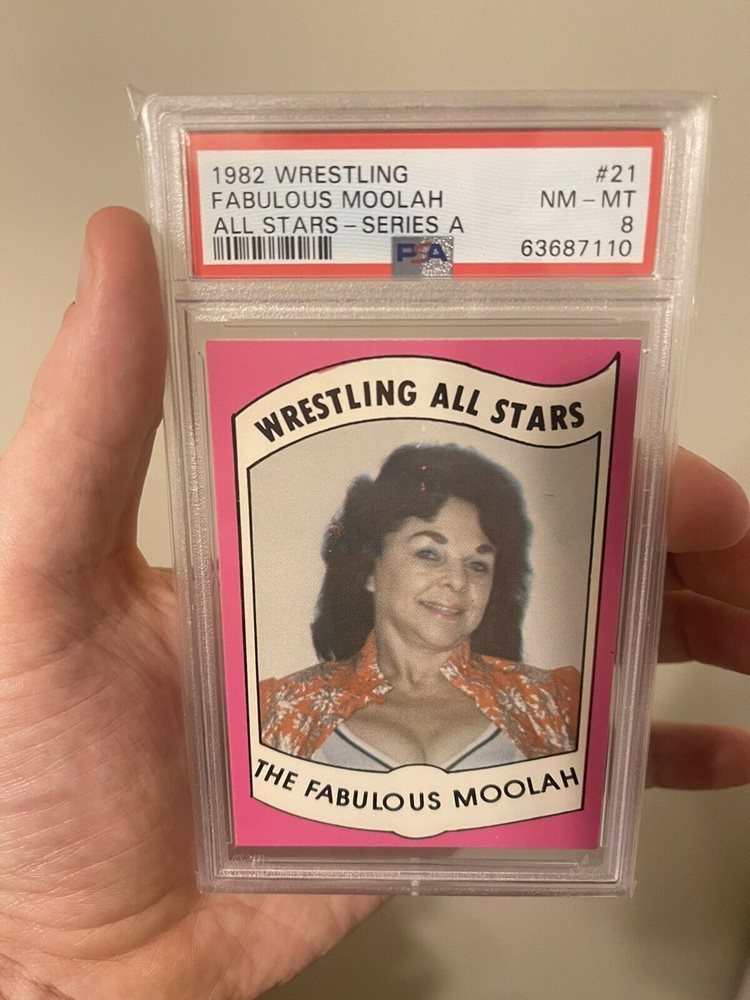 1982 WRESTLING #21
FABULOUS MOOLAH NM - MT
ALL STARS - SERIES A 8
PSA 63687110
WRESTLING ALL STARS
THE FABULOUS MOOLAH